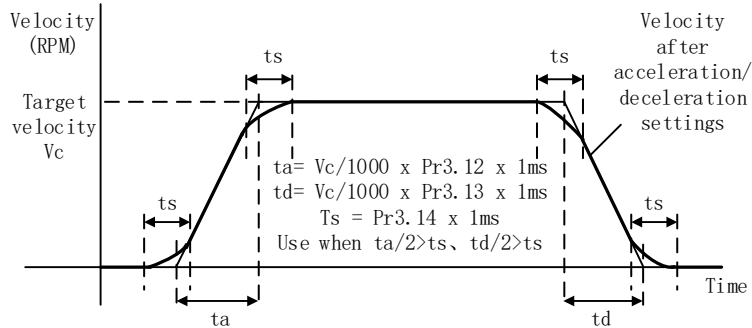 Velocity
(RPM)
ts
ts
Velocity
after
acceleration/
deceleration
settings
Target
velocity
Vc
ta= Vc/1000 x Pr3.12 x 1ms
td= Vc/1000 x Pr3.13 x 1ms
Ts = Pr3.14 x 1ms
Use when ta/2>ts、td/2>ts
ts
ts
Time
ta
td